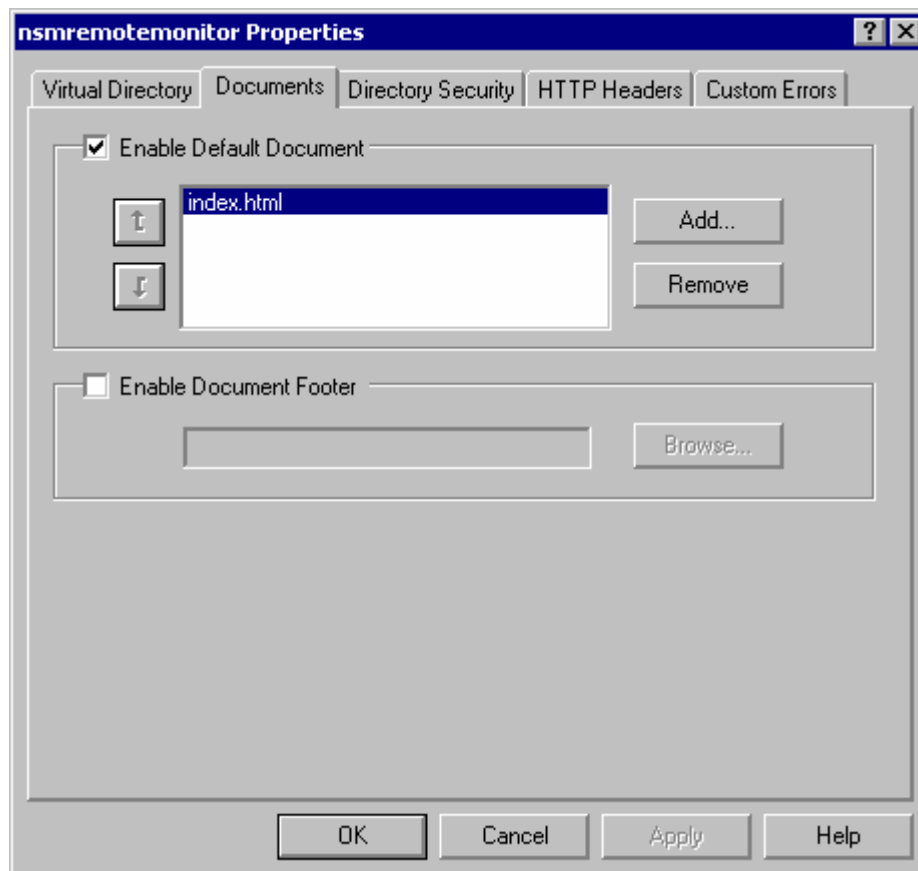 nsmremotemonitor Properties
Virtual Directory Documents Directory Security HTTP Headers Custom Errors
Enable Default Document
index.html
Add...
Remove
Enable Document Footer
Browse...
OK Cancel Apply Help